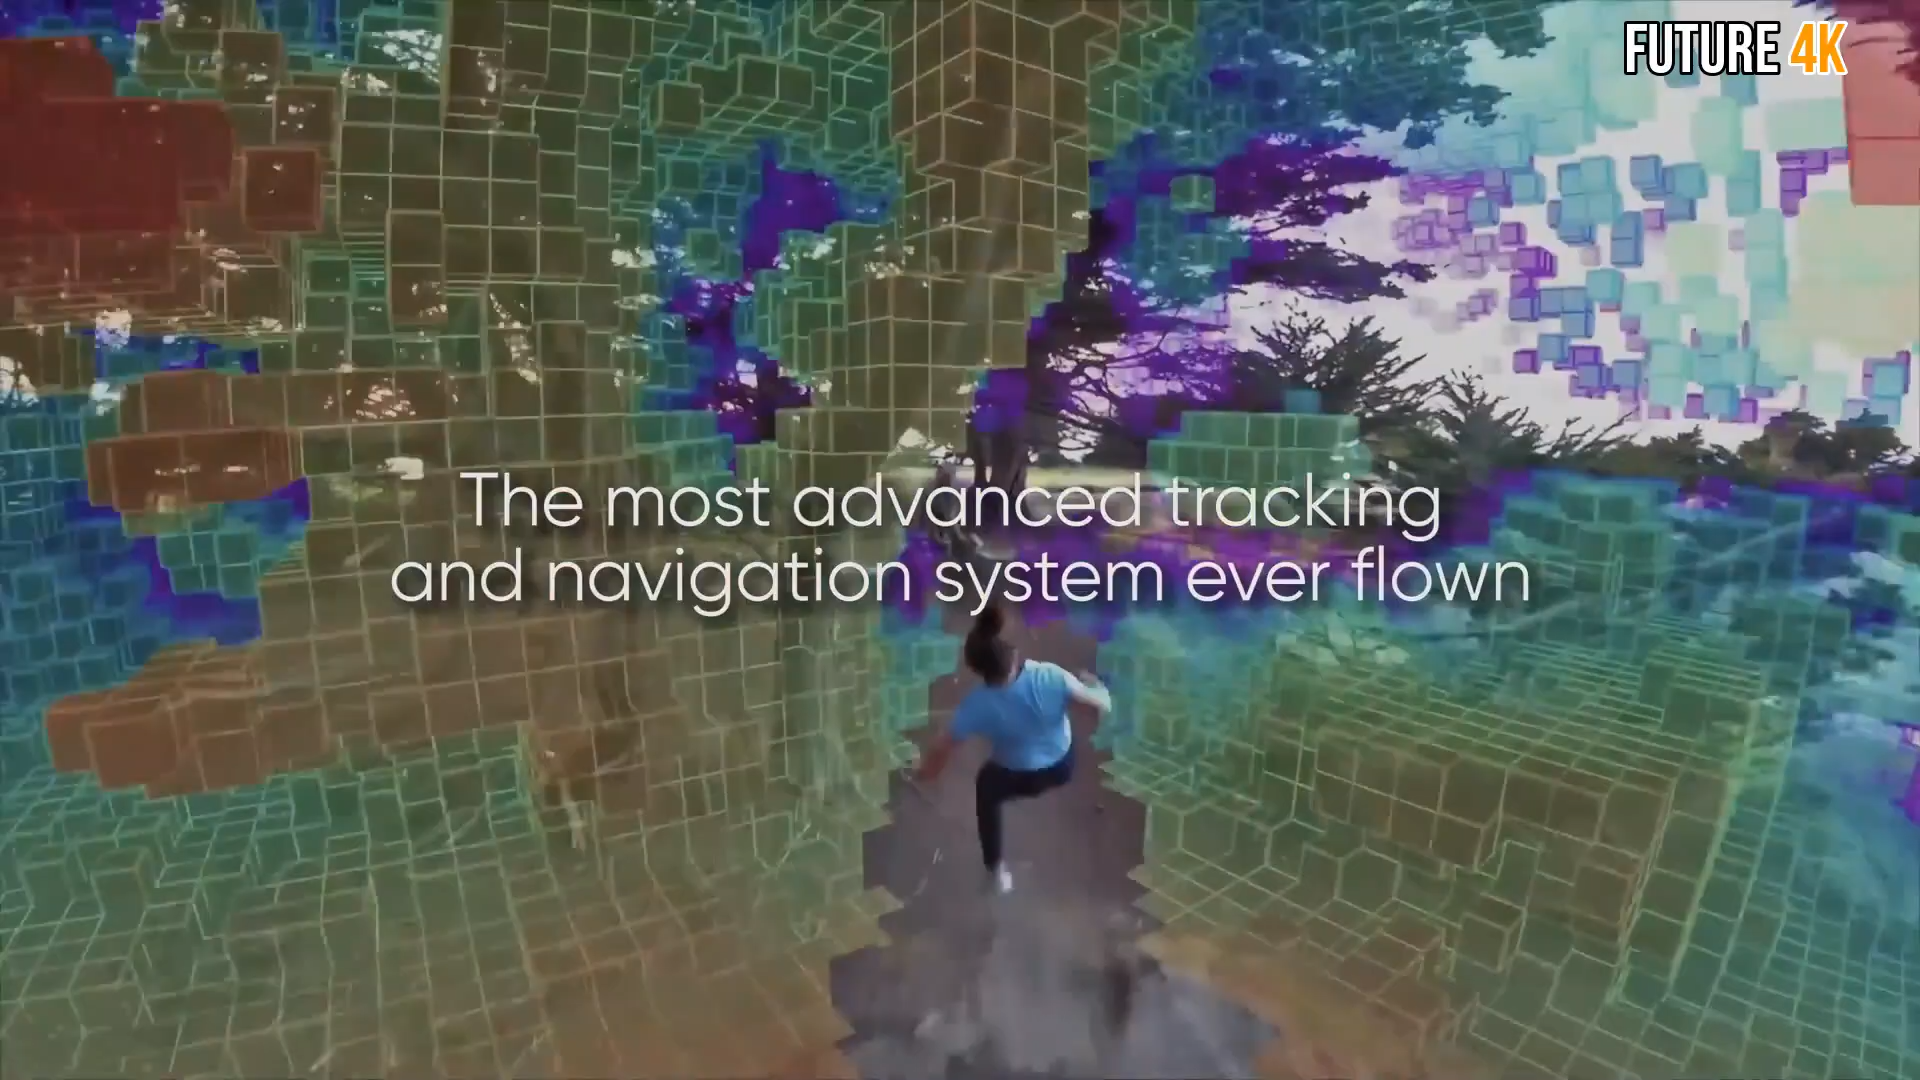 FUTURE 4K
The most advanced tracking
and navigation system ever flown